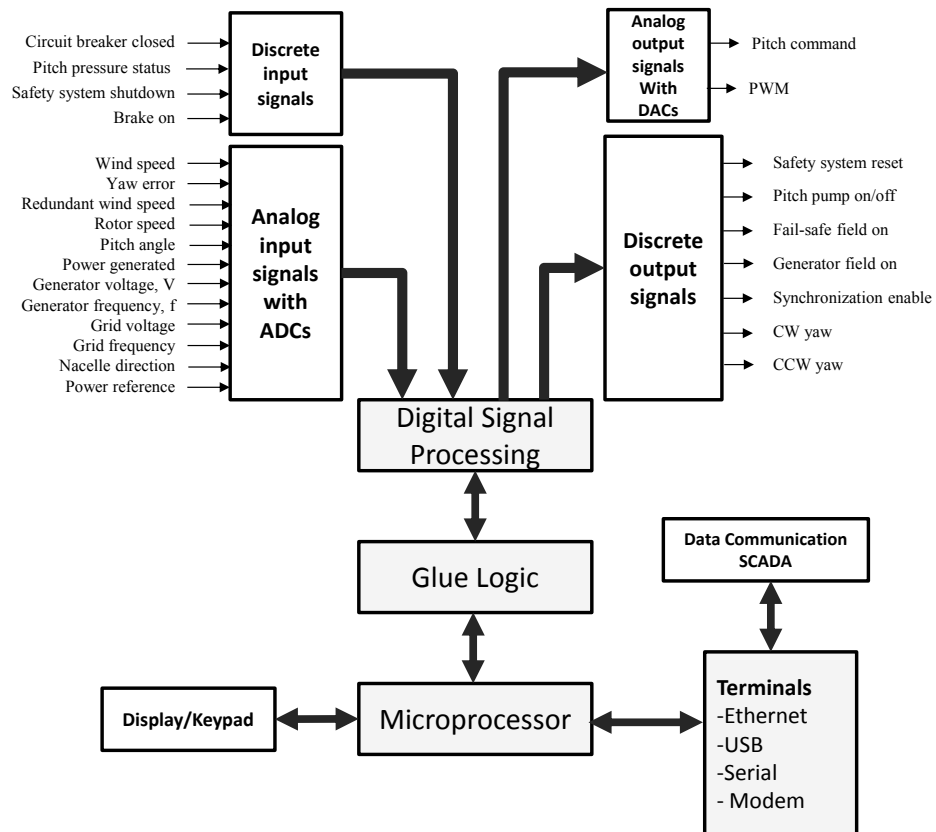 Circuit breaker closed
Pitch pressure status
Safety system shutdown
Brake on
Discrete
input
signals
Analog
output
signals
With
DACs
Pitch command
PWM
Wind speed
Yaw error
Redundant wind speed
Rotor speed
Pitch angle
Power generated
Generator voltage, V
Generator frequency, f
Grid voltage
Grid frequency
Nacelle direction
Power reference
Analog
input
signals
with
ADCs
Discrete
output
signals
Safety system reset
Pitch pump on/off
Fail-safe field on
Generator field on
Synchronization enable
CW yaw
CCW yaw
Digital Signal
Processing
Glue Logic
Data Communication
SCADA
Display/Keypad
Microprocessor
Terminals
-Ethernet
-USB
-Serial
- Modem